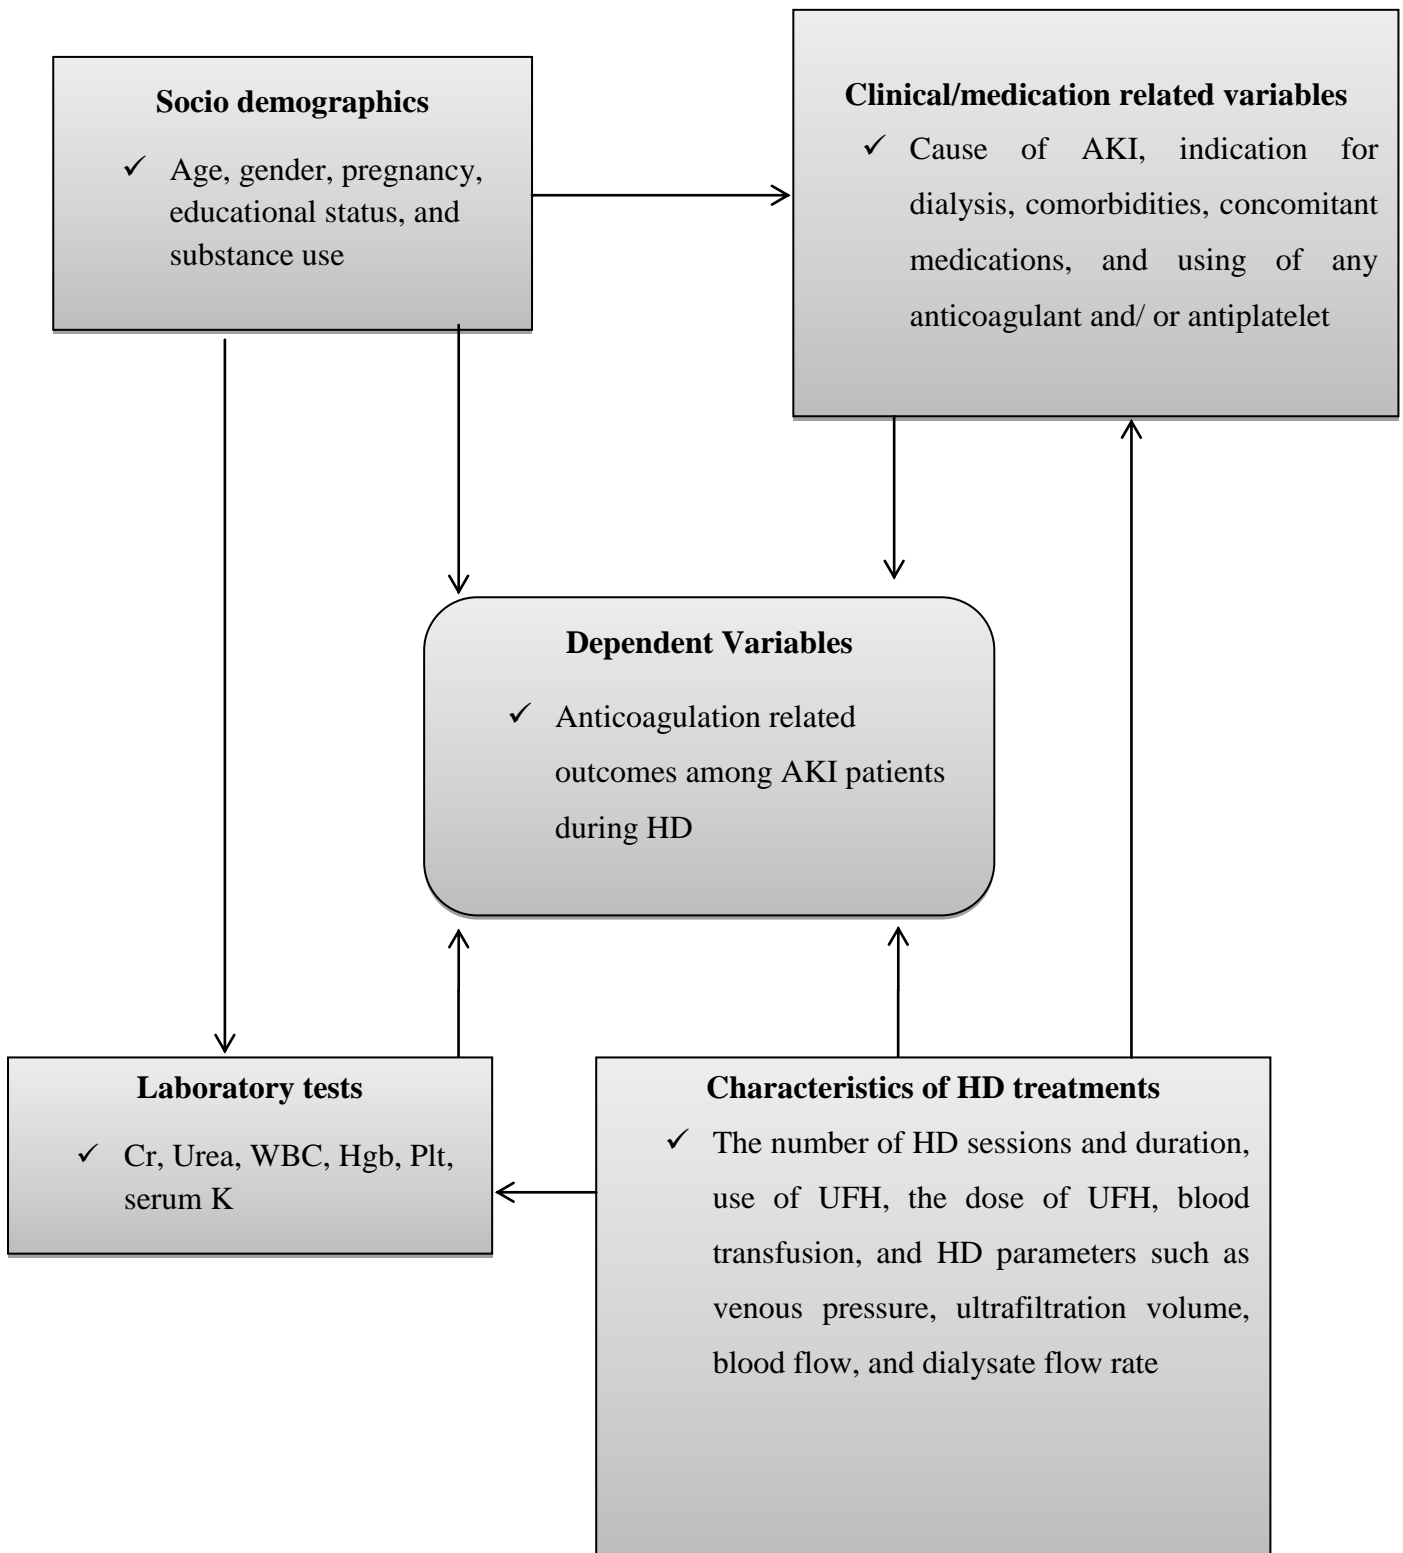 Socio demographics
✓ Age, gender, pregnancy,
educational status, and
substance use
Clinical/medication related variables
✓ Cause of AKI, indication for
dialysis, comorbidities, concomitant
medications, and using of any
anticoagulant and/ or antiplatelet
Dependent Variables
✓ Anticoagulation related
outcomes among AKI patients
during HD
Laboratory tests
✓ Cr, Urea, WBC, Hgb, Plt,
serum K
Characteristics of HD treatments
✓ The number of HD sessions and duration,
use of UFH, the dose of UFH, blood
transfusion, and HD parameters such as
venous pressure, ultrafiltration volume,
blood flow, and dialysate flow rate